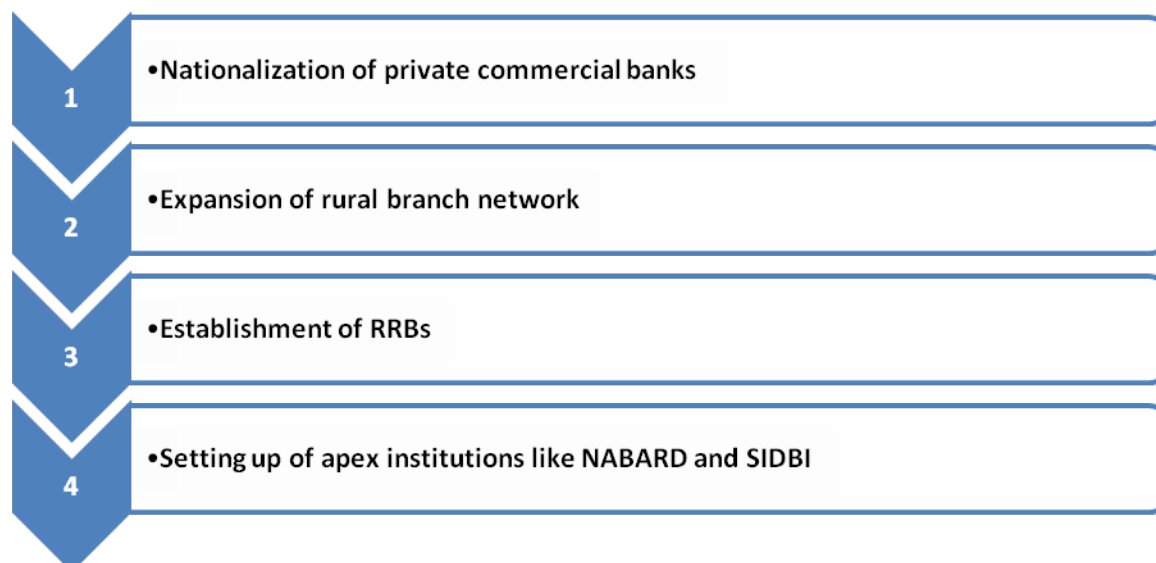 1
•Nationalization of private commercial banks
2
•Expansion of rural branch network
3
•Establishment of RRBs
4
•Setting up of apex institutions like NABARD and SIDBI